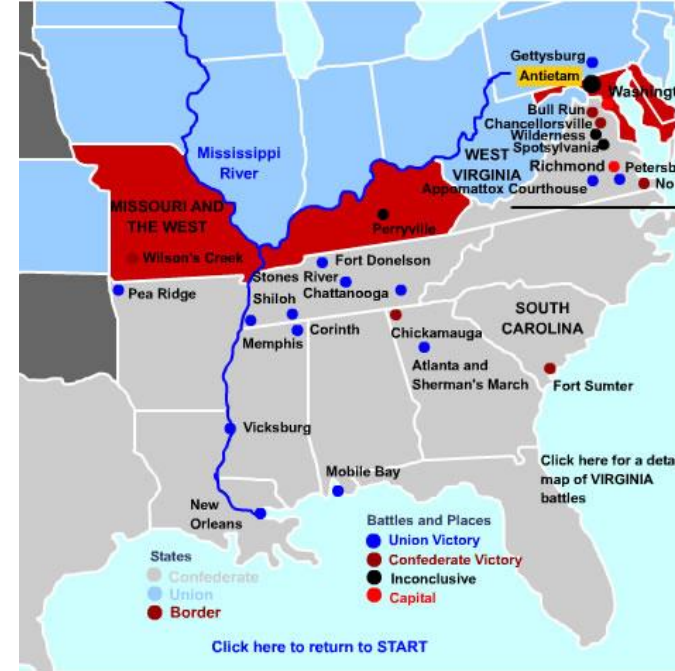 Gettysburg
Antietam
Washingt
Bull Run
Chancellorsville
Wilderness
Spotsylvania
Richmond
Petersb
No
Appomattox Courthouse
WEST
VIRGINIA
Mississippi
River
MISSOURI AND
THE WEST
Wilson's Creek
Perryville
Pea Ridge
Fort Donelson
Stones River
Chattanooga
Shiloh
Memphis
Corinth
Chickamauga
Atlanta and
Sherman's March
SOUTH
CAROLINA
Fort Sumter
Vicksburg
Mobile Bay
New
Orleans
Click here for a deta
map of VIRGINIA
battles
States
Confederate
Union
Border
Battles and Places
Union Victory
Confederate Victory
Inconclusive
Capital
Click here to return to START